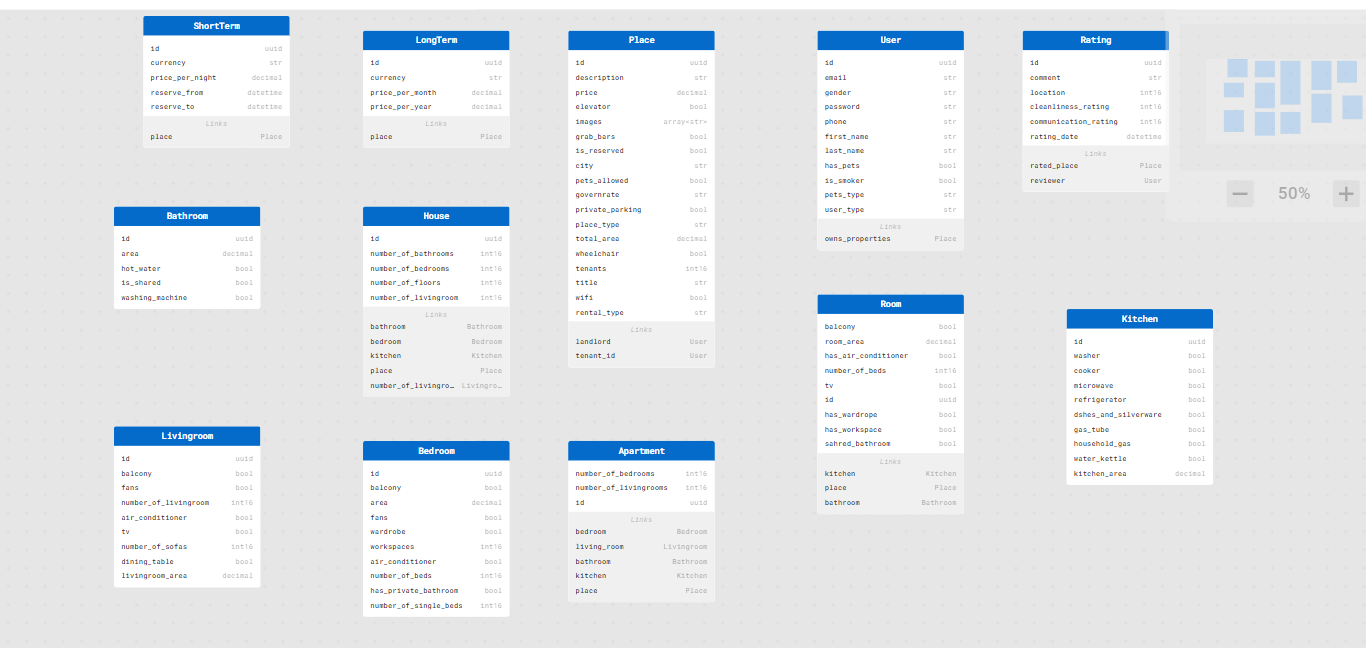 ShortTerm
id uuid
currency str
price_per_night decimal
reserve_from datetime
reserve_to datetime
Links
place Place
LongTerm
id uuid
currency str
price_per_month decimal
price_per_year decimal
Links
place Place
Place
id uuid
description str
price decimal
elevator bool
images array<str>
grab_bars bool
is_reserved bool
city str
pets_allowed bool
governrate str
private_parking bool
place_type str
total_area decimal
wheelchair bool
tenants int16
title str
wifi bool
rental_type str
Links
landlord User
tenant_id User
User
id uuid
email str
gender str
password str
phone str
first_name str
last_name str
has_pets bool
is_smoker bool
pets_type str
user_type str
Links
owns_properties Place
Rating
id uuid
comment str
location int16
cleanliness_rating int16
communication_rating int16
rating_date datetime
Links
rated_place Place
reviewer User
50%
Bathroom
id uuid
area decimal
hot_water bool
is_shared bool
washing_machine bool
House
id uuid
number_of_bathrooms int16
number_of_bedrooms int16
number_of_floors int16
number_of_livingroom int16
Links
bathroom Bathroom
bedroom Bedroom
kitchen Kitchen
place Place
number_of_livingro… Livingro…
Room
balcony bool
room_area decimal
has_air_conditioner bool
number_of_beds int16
tv bool
id uuid
has_wardrope bool
has_workspace bool
sahred_bathroom bool
Links
kitchen Kitchen
place Place
bathroom Bathroom
Kitchen
id uuid
washer bool
cooker bool
microwave bool
refrigerator bool
dshes_and_silverware bool
gas_tube bool
household_gas bool
water_kettle bool
kitchen_area decimal
Livingroom
id uuid
balcony bool
fans bool
number_of_livingroom int16
air_conditioner bool
tv bool
number_of_sofas int16
dining_table bool
livingroom_area decimal
Bedroom
id uuid
balcony bool
area decimal
fans bool
wardrobe bool
workspaces int16
air_conditioner bool
number_of_beds int16
has_private_bathroom bool
number_of_single_beds int16
Apartment
number_of_bedrooms int16
number_of_livingrooms int16
id uuid
Links
bedroom Bedroom
living_room Livingroom
bathroom Bathroom
kitchen Kitchen
place Place